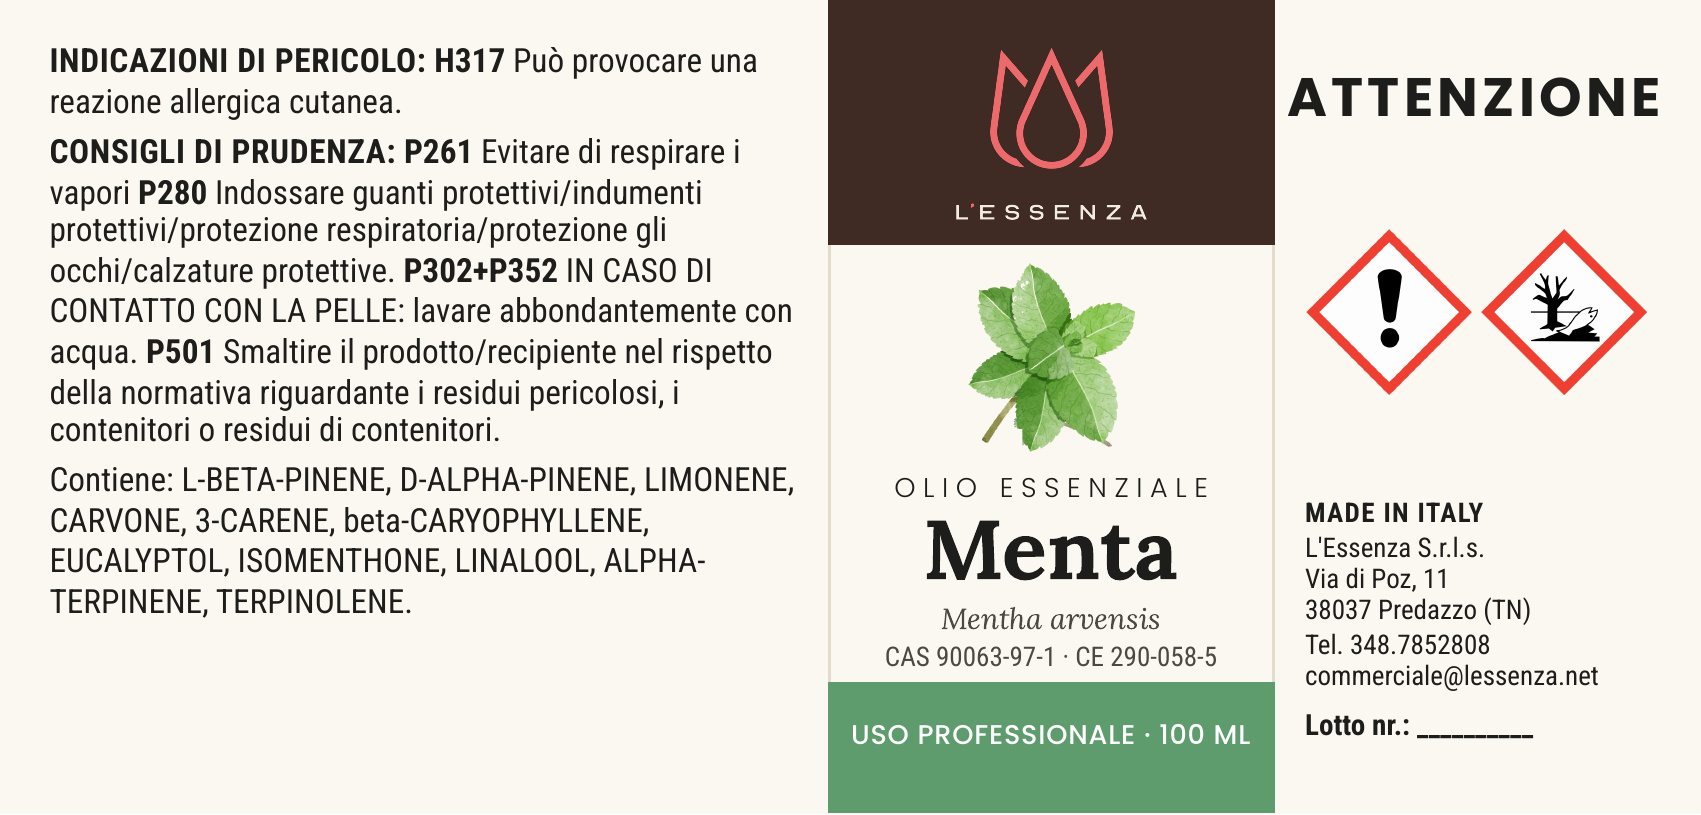 INDICAZIONI DI PERICOLO: H317 Può provocare una
reazione allergica cutanea.
CONSIGLI DI PRUDENZA: P261 Evitare di respirare i
vapori P280 Indossare guanti protettivi/indumenti
protettivi/protezione respiratoria/protezione gli
occhi/calzature protettive. P302+P352 IN CASO DI
CONTATTO CON LA PELLE: lavare abbondantemente con
acqua. P501 Smaltire il prodotto/recipiente nel rispetto
della normativa riguardante i residui pericolosi, i
contenitori o residui di contenitori.
Contiene: L-BETA-PINENE, D-ALPHA-PINENE, LIMONENE,
CARVONE, 3-CARENE, beta-CARYOPHYLLENE,
EUCALYPTOL, ISOMENTHONE, LINALOOL, ALPHA-
TERPINENE, TERPINOLENE.
L'ESSENZA
OLIO ESSENZIALE
Menta
Mentha arvensis
CAS 90063-97-1 · CE 290-058-5
USO PROFESSIONALE · 100 ML
ATTENZIONE
MADE IN ITALY
L'Essenza S.r.l.s.
Via di Poz, 11
38037 Predazzo (TN)
Tel. 348.7852808
commerciale@lessenza.net
Lotto nr.: __________